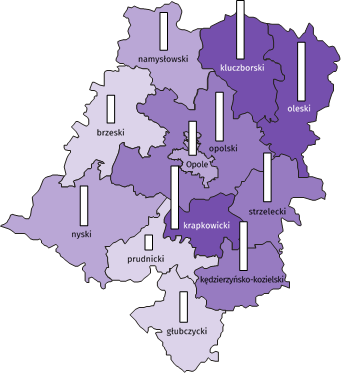 namysłowski
kluczborski
oleski
brzeski
opolski
Opole
strzelecki
krapkowicki
nyski
prudnicki
kędzierzyńsko-kozielski
głubczycki